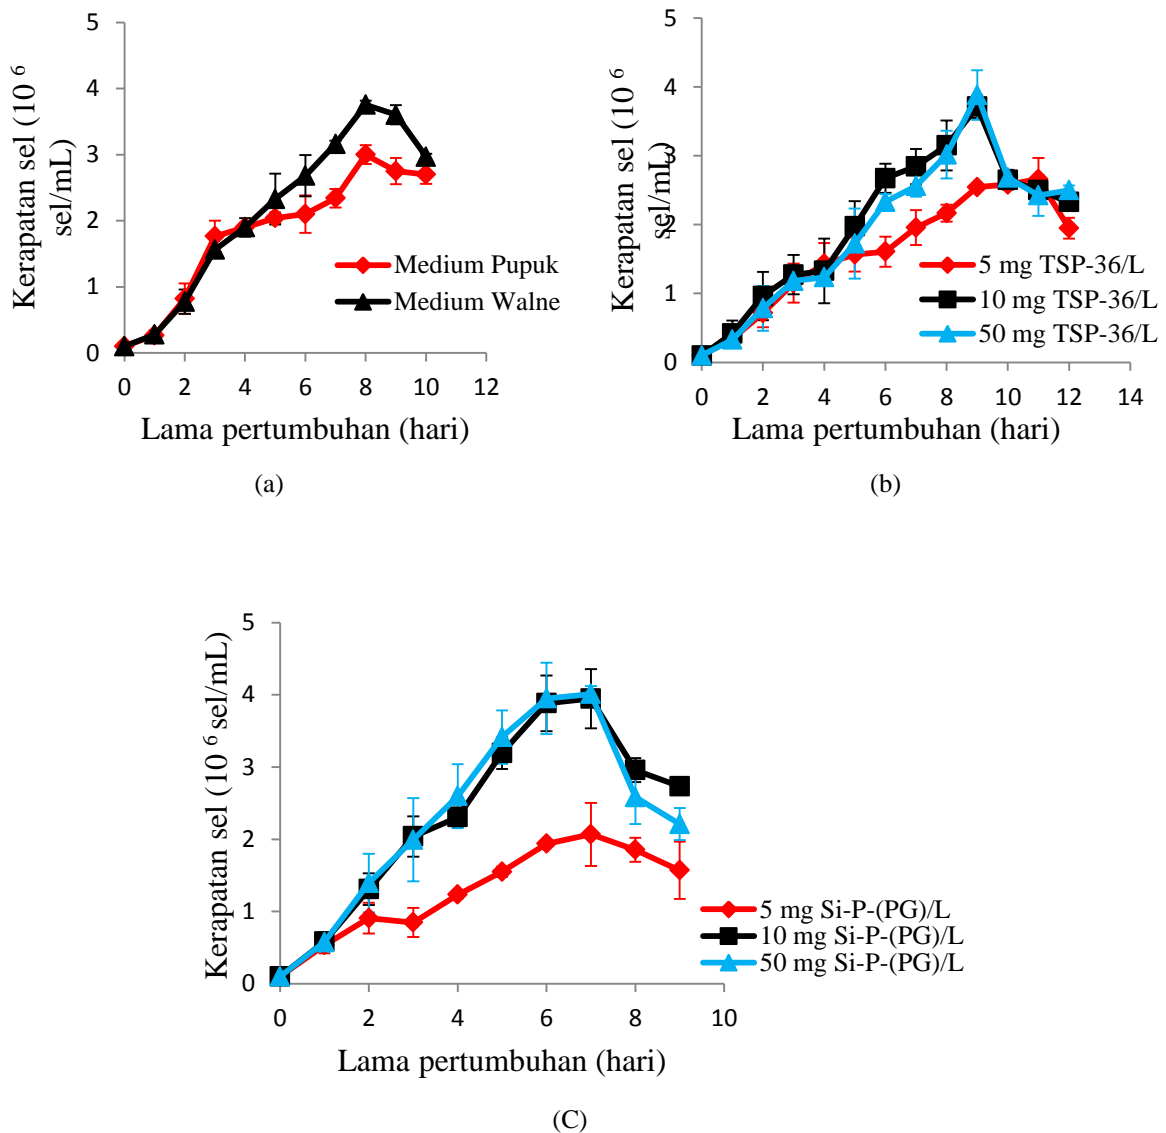 5
4
3
2
1
0
Kerapatan sel (10 6
sel/mL)
Medium Pupuk
Medium Walne
0 2 4 6 8 10 12
Lama pertumbuhan (hari)
(a)
5
4
3
2
1
0
Kerapatan sel (10 6
sel/mL)
5 mg TSP-36/L
10 mg TSP-36/L
50 mg TSP-36/L
0 2 4 6 8 10 12 14
Lama pertumbuhan (hari)
(b)
5
4
3
2
1
0
Kerapatan sel (10 6 sel/mL)
5 mg Si-P-(PG)/L
10 mg Si-P-(PG)/L
50 mg Si-P-(PG)/L
0 2 4 6 8 10
Lama pertumbuhan (hari)
(C)